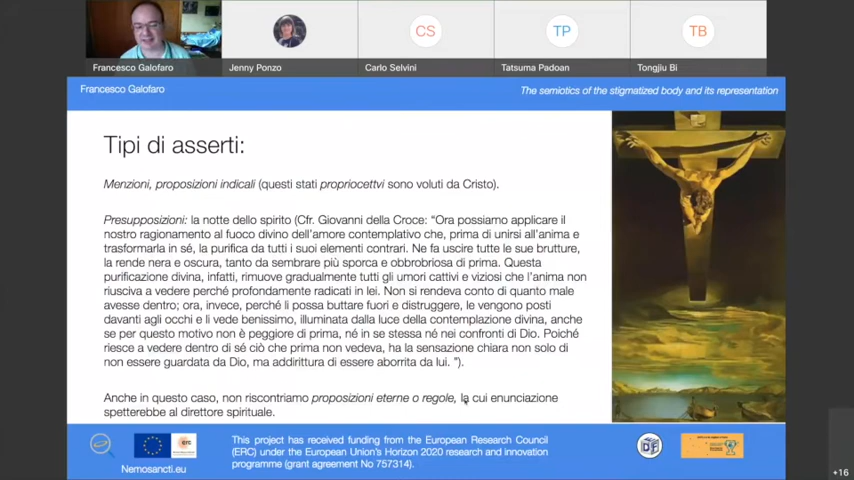 CS
TP
TB
Francesco Galofaro
Jenny Ponzo
Carlo Selvini
Tatsuma Padoan
Tongjiu Bi
Francesco Galofaro
The semiotics of the stigmatized body and its representation
Tipi di asserti:
Menzioni, proposizioni indicali (questi stati propriocettvi sono voluti da Cristo).
Presupposizioni: la notte dello spirito (Cfr. Giovanni della Croce: “Ora possiamo applicare il
nostro ragionamento al fuoco divino dell’amore contemplativo che, prima di unirsi all’anima e
trasformarla in sé, la purifica da tutti i suoi elementi contrari. Ne fa uscire tutte le sue brutture,
la rende nera e oscura, tanto da sembrare più sporca e obbrobriosa di prima. Questa
purificazione divina, infatti, rimuove gradualmente tutti gli umori cattivi e viziosi che l’anima non
riusciva a vedere perché profondamente radicati in lei. Non si rendeva conto di quanto male
avesse dentro; ora, invece, perché li possa buttare fuori e distruggere, le vengono posti
davanti agli occhi e li vede benissimo, illuminata dalla luce della contemplazione divina, anche
se per questo motivo non è peggiore di prima, né in se stessa né nei confronti di Dio. Poiché
riesce a vedere dentro di sé ciò che prima non vedeva, ha la sensazione chiara non solo di
non essere guardata da Dio, ma addirittura di essere aborrita da lui. ”).
Anche in questo caso, non riscontriamo proposizioni eterne o regole, la cui enunciazione
spetterebbe al direttore spirituale.
Nemosancti.eu
erc
This project has received funding from the European Research Council
(ERC) under the European Union’s Horizon 2020 research and innovation
programme (grant agreement No 757314).
+16